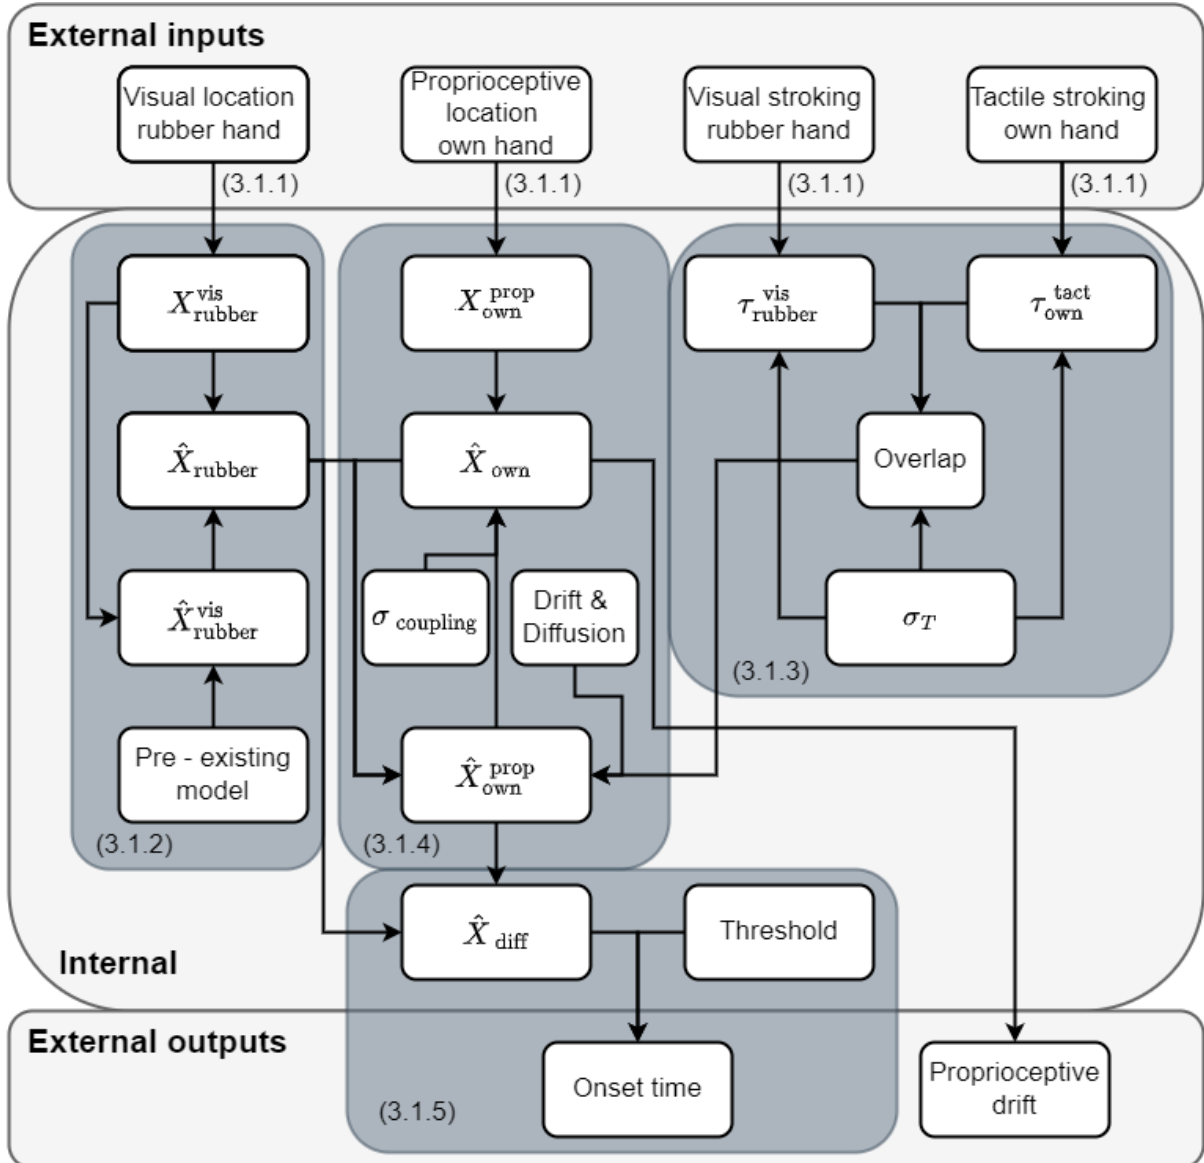 External inputs
Visual location
rubber hand
Proprioceptive
location
own hand
Visual stroking
rubber hand
Tactile stroking
own hand
(3.1.1)
(3.1.1)
(3.1.1)
(3.1.1)
X^vis_rubber
X^prop_own
τ^vis_rubber
τ^tact_own
X̂_rubber
X̂_own
Overlap
X̂^vis_rubber
σ_coupling
Drift &
Diffusion
σ_T
(3.1.3)
Pre - existing
model
X̂^prop_own
(3.1.2)
(3.1.4)
X̂_diff
Threshold
Internal
External outputs
Onset time
Proprioceptive
drift
(3.1.5)